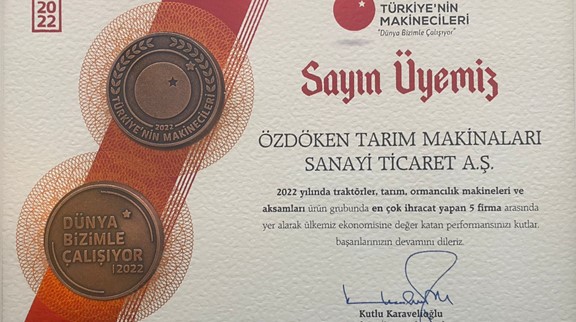 20
22
TÜRKİYE'NİN
MAKİNECİLERİ
"Dünya Bizimle Çalışıyor"
Sayın Üyemiz
ÖZDÖKEN TARIM MAKİNALARI
SANAYİ TİCARET A.Ş.
2022 yılında traktörler, tarım, ormancılık makineleri ve
aksamları ürün grubunda en çok ihracat yapan 5 firma arasında
yer alarak ülkemiz ekonomisine değer katan performansınızı kutlar,
başarılarınızın devamını dileriz.
Kutlu Karavelioğlu
2022
TÜRKİYE'NİN MAKİNECİLERİ
DÜNYA
BİZİMLE
ÇALIŞIYOR
2022